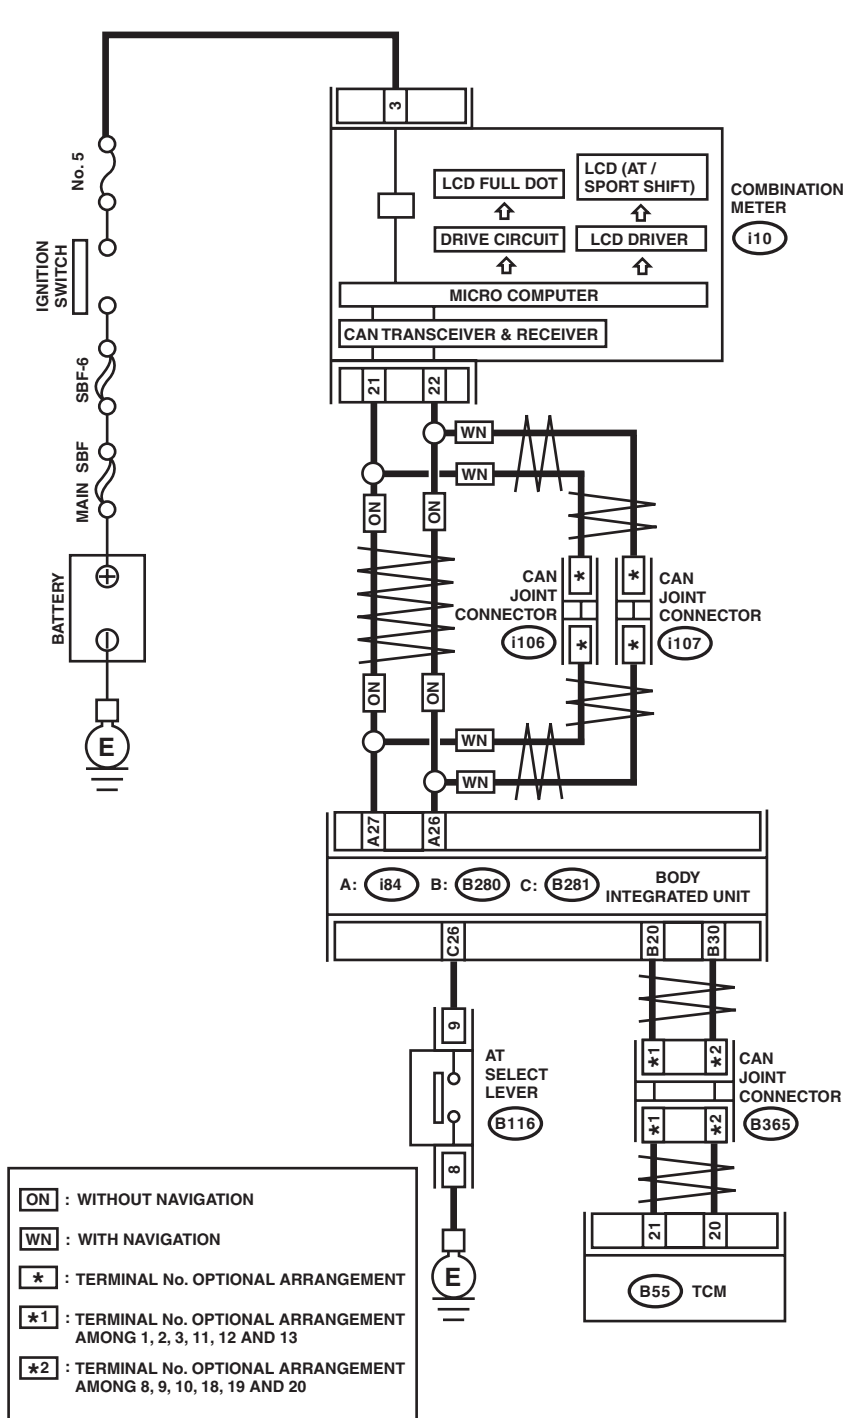 3
No. 5
IGNITION
SWITCH
SBF-6
MAIN SBF
BATTERY
E
LCD FULL DOT
LCD (AT /
SPORT SHIFT)
DRIVE CIRCUIT
LCD DRIVER
MICRO COMPUTER
CAN TRANSCEIVER & RECEIVER
COMBINATION
METER
i10
21
22
WN
WN
ON
ON
CAN
JOINT
CONNECTOR
i106
*
*
*
*
CAN
JOINT
CONNECTOR
i107
ON
ON
WN
WN
A27
A26
A: i84 B: B280 C: B281
BODY
INTEGRATED UNIT
C26
B20
B30
9
AT
SELECT
LEVER
B116
8
E
*1
*2
*1
*2
CAN
JOINT
CONNECTOR
B365
21
20
B55 TCM
ON : WITHOUT NAVIGATION
WN : WITH NAVIGATION
* : TERMINAL No. OPTIONAL ARRANGEMENT
*1 : TERMINAL No. OPTIONAL ARRANGEMENT
AMONG 1, 2, 3, 11, 12 AND 13
*2 : TERMINAL No. OPTIONAL ARRANGEMENT
AMONG 8, 9, 10, 18, 19 AND 20